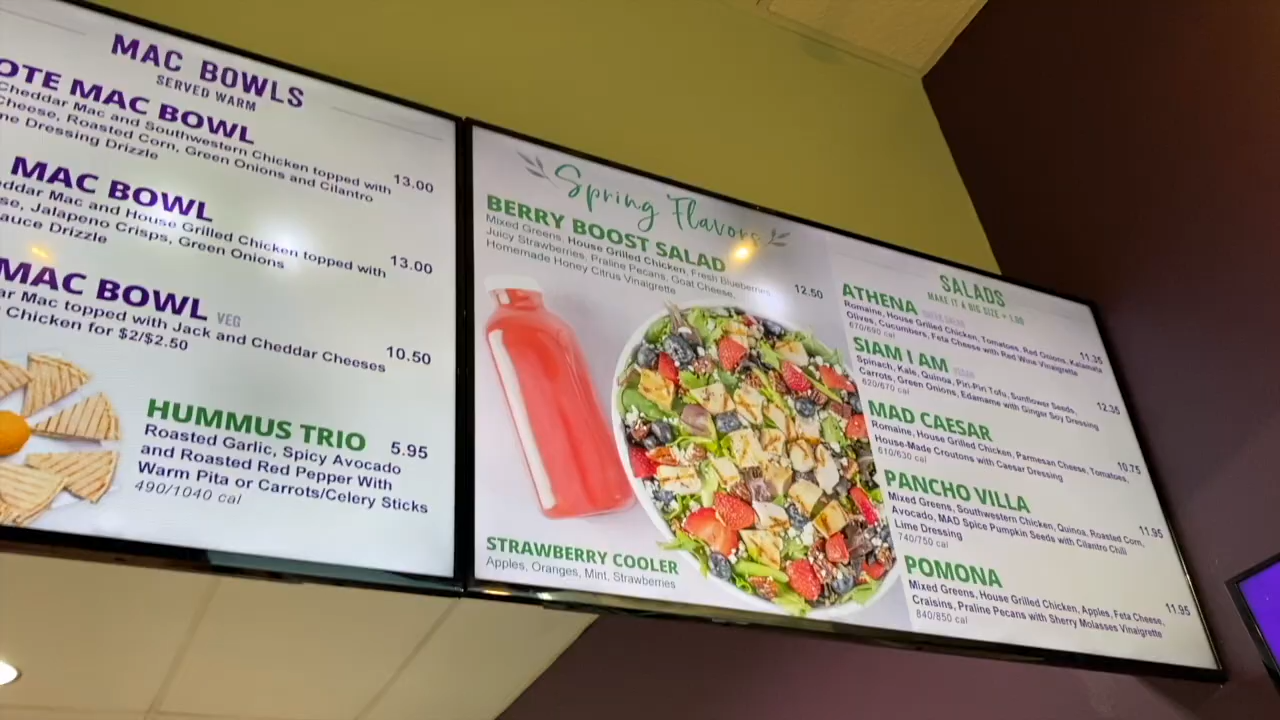 MAC BOWLS
SERVED WARM
OTE MAC BOWL
Cheddar Mac and Southwestern Chicken topped with
Cheese, Roasted Corn, Green Onions and Cilantro
Dressing Drizzle
13.00
MAC BOWL
Mac and House Grilled Chicken topped with
Jalapeno Crisps, Green Onions
Drizzle
13.00
MAC BOWL VEG
Mac topped with Jack and Cheddar Cheeses
Chicken for $2/$2.50
10.50
HUMMUS TRIO 5.95
Roasted Garlic, Spicy Avocado
and Roasted Red Pepper With
Warm Pita or Carrots/Celery Sticks
490/1040 cal
Spring Flavors
BERRY BOOST SALAD
Mixed Greens, House Grilled Chicken, Fresh Blueberries,
Juicy Strawberries, Praline Pecans, Goat Cheese,
Homemade Honey Citrus Vinaigrette
12.50
STRAWBERRY COOLER
Apples, Oranges, Mint, Strawberries
SALADS
MAKE IT A BIG SIZE + 1.00
ATHENA
Romaine, House Grilled Chicken, Tomatoes, Red Onions, Kalamata
Olives, Cucumbers, Feta Cheese with Red Wine Vinaigrette
670/690 cal
11.35
SIAM I AM
Spinach, Kale, Quinoa, Piri-Piri Tofu, Sunflower Seeds,
Carrots, Green Onions, Edamame with Ginger Soy Dressing
620/670 cal
12.35
MAD CAESAR
Romaine, House Grilled Chicken, Parmesan Cheese, Tomatoes,
House-Made Croutons with Caesar Dressing
610/630 cal
10.75
PANCHO VILLA
Mixed Greens, Southwestern Chicken, Quinoa, Roasted Corn,
Avocado, MAD Spice Pumpkin Seeds with Cilantro Chili
Lime Dressing
740/750 cal
11.95
POMONA
Mixed Greens, House Grilled Chicken, Apples, Feta Cheese,
Craisins, Praline Pecans with Sherry Molasses Vinaigrette
840/850 cal
11.95